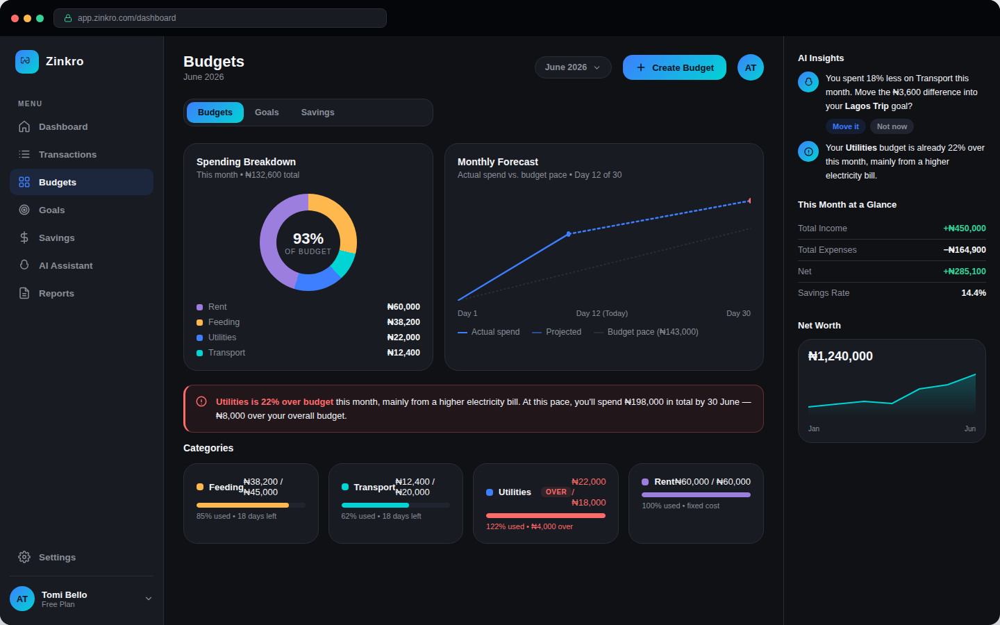 app.zinkro.com/dashboard
Zinkro
MENU
Dashboard
Transactions
Budgets
Goals
Savings
AI Assistant
Reports
Settings
AT
Tomi Bello
Free Plan
Budgets
June 2026
June 2026
Create Budget
AT
Budgets
Goals
Savings
Spending Breakdown
This month • ₦132,600 total
93%
OF BUDGET
Rent ₦60,000
Feeding ₦38,200
Utilities ₦22,000
Transport ₦12,400
Monthly Forecast
Actual spend vs. budget pace • Day 12 of 30
Day 1 Day 12 (Today) Day 30
Actual spend Projected Budget pace (₦143,000)
Utilities is 22% over budget this month, mainly from a higher electricity bill. At this pace, you'll spend ₦198,000 in total by 30 June —
₦8,000 over your overall budget.
Categories
Feeding ₦38,200 /
₦45,000
85% used • 18 days left
Transport ₦12,400 /
₦20,000
62% used • 18 days left
Utilities OVER ₦22,000
/
₦18,000
122% used • ₦4,000 over
Rent ₦60,000 / ₦60,000
100% used • fixed cost
AI Insights
You spent 18% less on Transport this
month. Move the ₦3,600 difference into
your Lagos Trip goal?
Move it Not now
Your Utilities budget is already 22% over
this month, mainly from a higher
electricity bill.
This Month at a Glance
Total Income +₦450,000
Total Expenses −₦164,900
Net +₦285,100
Savings Rate 14.4%
Net Worth
₦1,240,000
Jan Jun